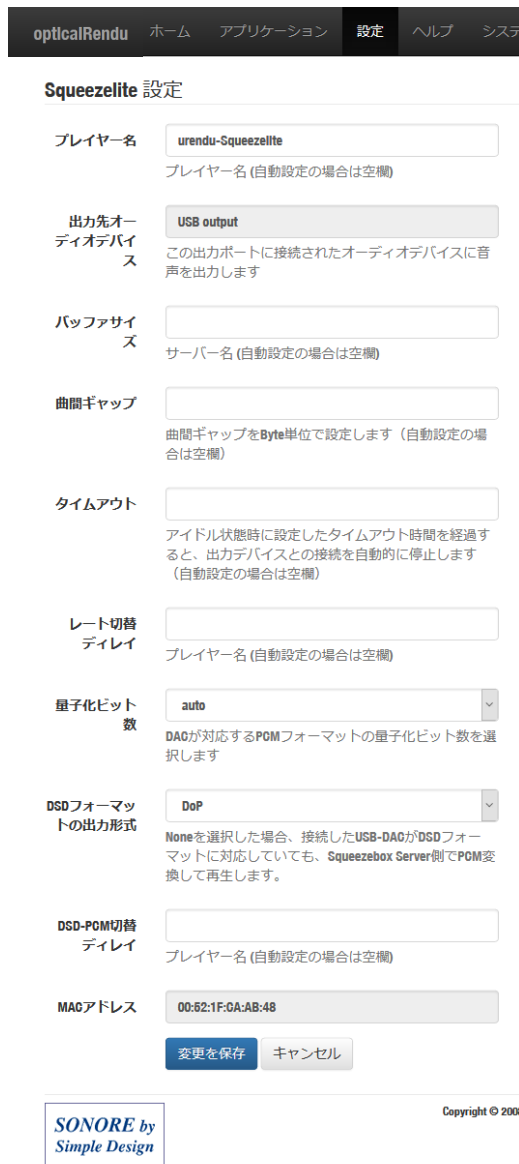 opticalRendu ホーム アプリケーション 設定 ヘルプ システ
Squeezelite 設定
プレイヤー名
urendu-Squeezelite
プレイヤー名 (自動設定の場合は空欄)
出力先オー
ディオデバイ
ス
USB output
この出力ポートに接続されたオーディオデバイスに音
声を出力します
バッファサイ
ズ
サーバー名 (自動設定の場合は空欄)
曲間ギャップ
曲間ギャップをByte単位で設定します（自動設定の場
合は空欄）
タイムアウト
アイドル状態時に設定したタイムアウト時間を経過す
ると、出力デバイスとの接続を自動的に停止します
（自動設定の場合は空欄）
レート切替
ディレイ
プレイヤー名 (自動設定の場合は空欄)
量子化ビット
数
auto
DACが対応するPCMフォーマットの量子化ビット数を選
択します
DSDフォーマッ
トの出力形式
DoP
Noneを選択した場合、接続したUSB-DACがDSDフォー
マットに対応していても、Squeezebox Server側でPCM変
換して再生します。
DSD-PCM切替
ディレイ
プレイヤー名 (自動設定の場合は空欄)
MACアドレス
00:52:1F:CA:AB:48
変更を保存 キャンセル
SONORE by
Simple Design
Copyright © 2008